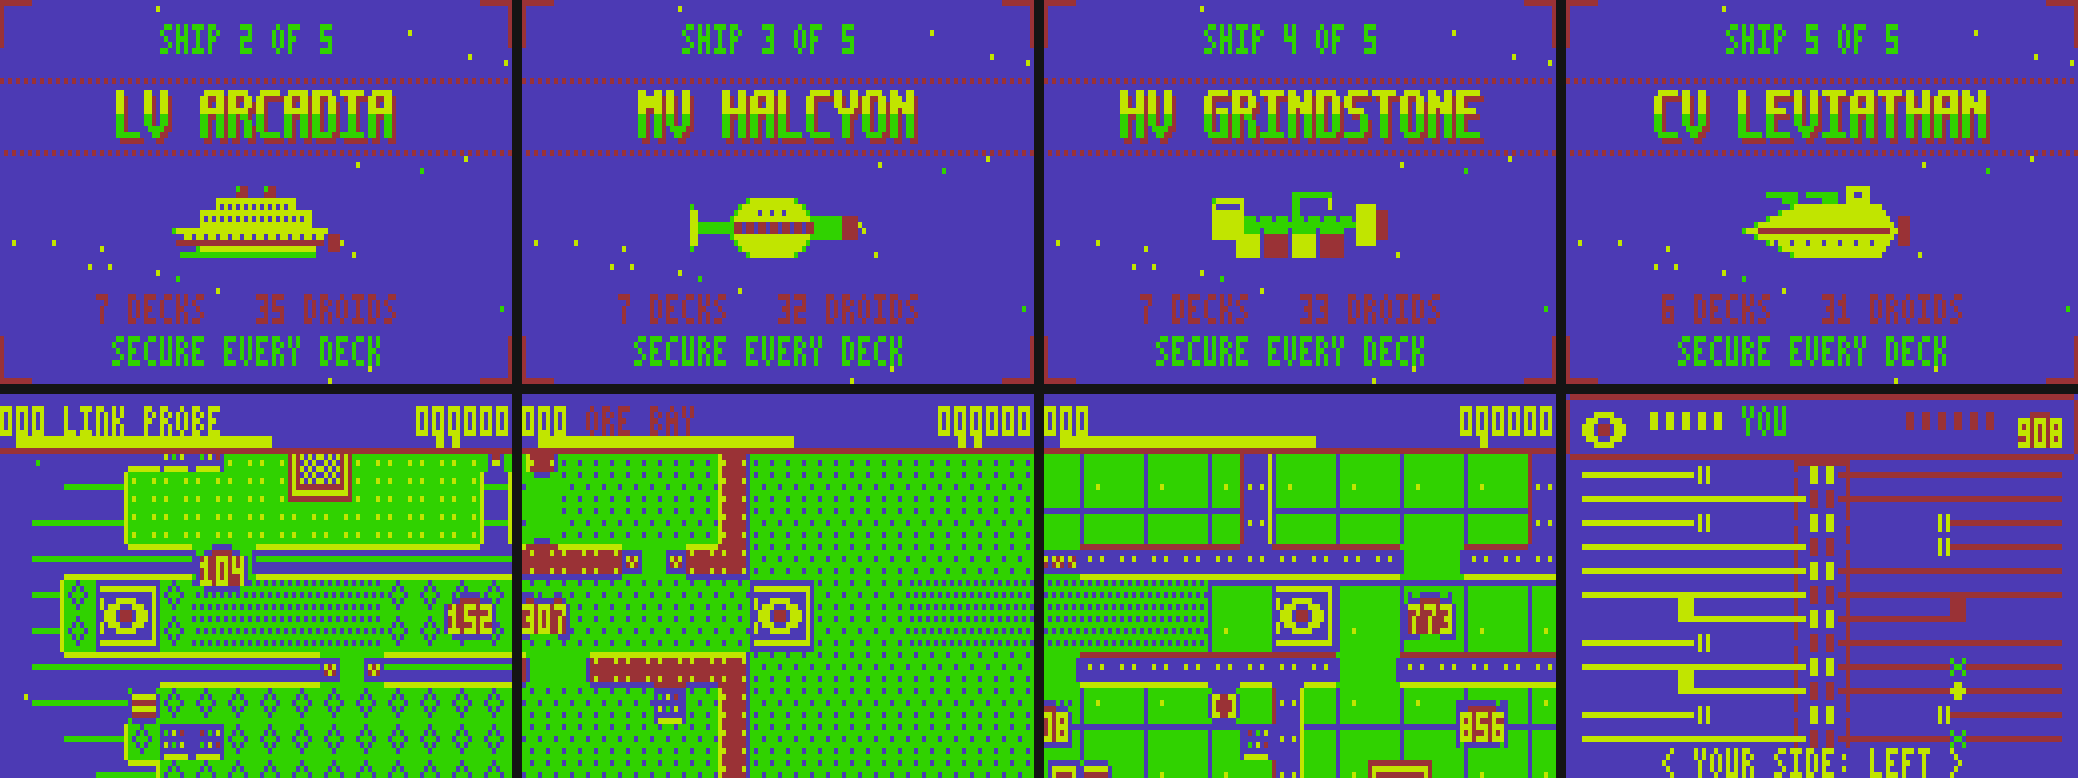 SHIP 2 OF 5
LV ARCADIA
7 DECKS 35 DROIDS
SECURE EVERY DECK
SHIP 3 OF 5
MV HALCYON
7 DECKS 32 DROIDS
SECURE EVERY DECK
SHIP 4 OF 5
HV GRINDSTONE
7 DECKS 33 DROIDS
SECURE EVERY DECK
SHIP 5 OF 5
CV LEVIATHAN
6 DECKS 31 DROIDS
SECURE EVERY DECK
000 LINK PROBE
104
152
000 ORE BAY
307
000
773
856
YOU 908
{ YOUR SIDE: LEFT }